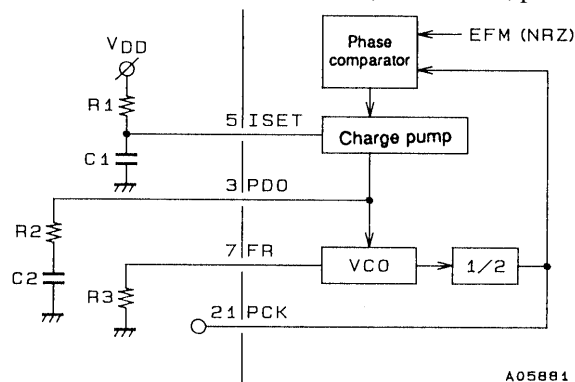 VDD
R1
C1
R2
C2
R3
5 ISET
3 PDO
7 FR
21 PCK
Phase
comparator
EFM (NRZ)
Charge pump
VCO
1/2
A05881